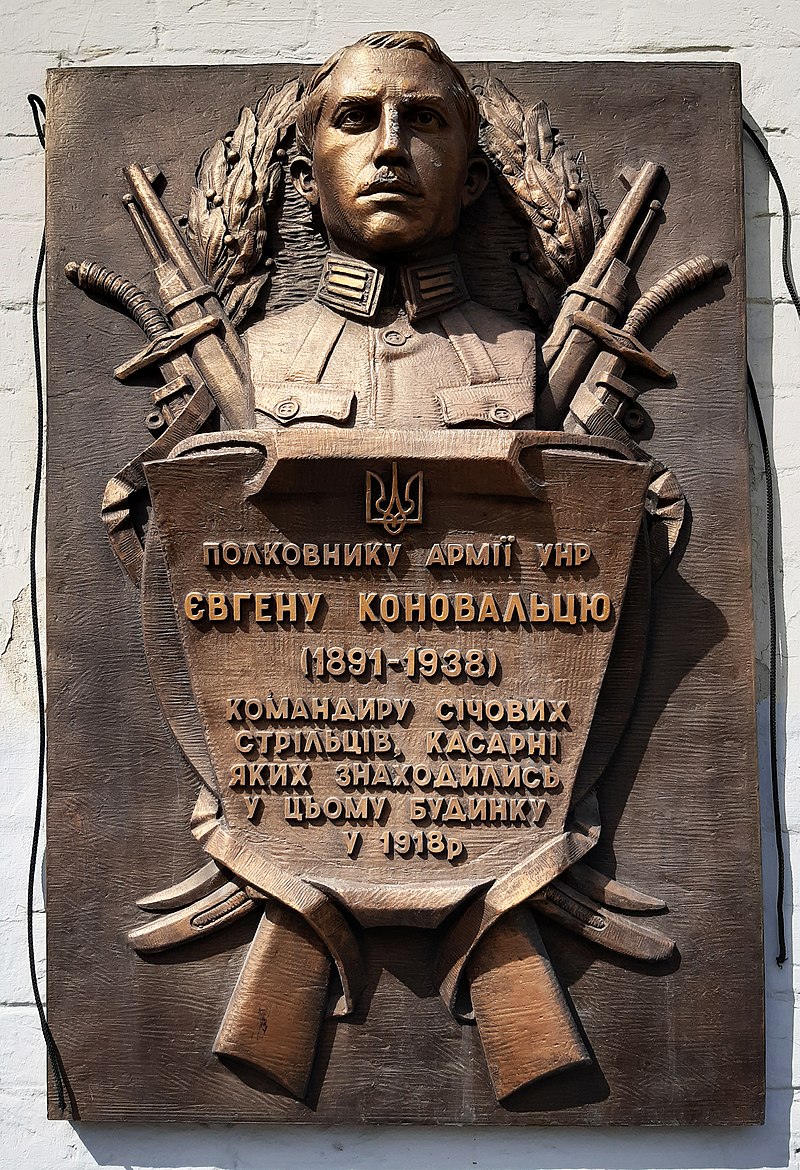 ПОЛКОВНИКУ АРМІЇ УНР
ЄВГЕНУ КОНОВАЛЬЦЮ
(1891-1938)
КОМАНДИРУ СІЧОВИХ
СТРІЛЬЦІВ, КАСАРНІ
ЯКИХ ЗНАХОДИЛИСЬ
У ЦЬОМУ БУДИНКУ
У 1918р